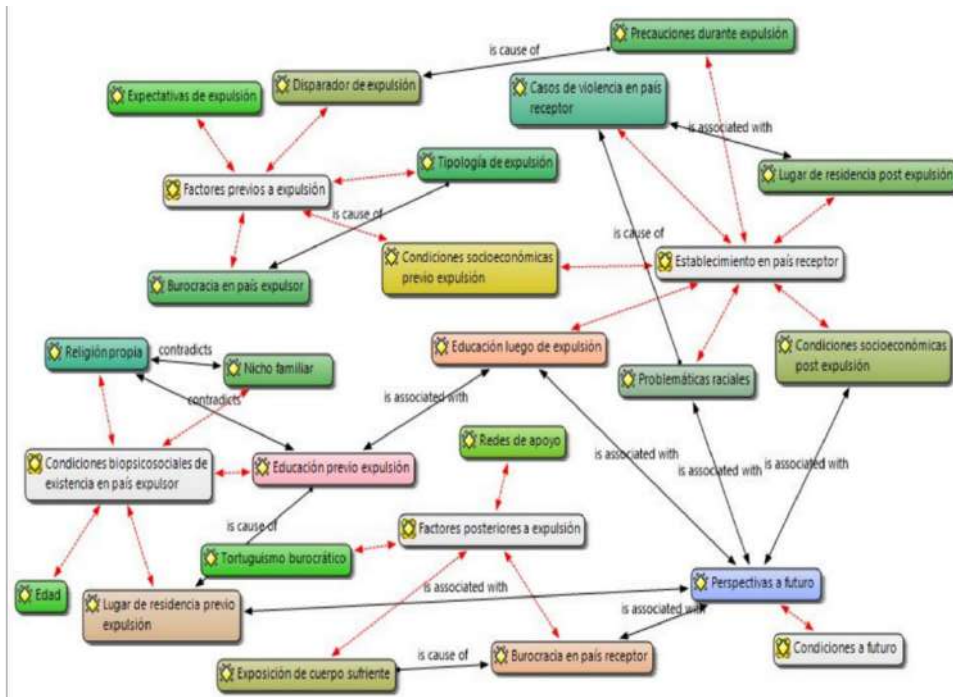 Precauciones durante expulsión
is cause of
Disparador de expulsión
Expectativas de expulsión
Casos de violencia en país
receptor
is associated with
Tipología de expulsión
Lugar de residencia post expulsión
Factores previos a expulsión
is cause of
is cause of
Condiciones socioeconómicas
previo expulsión
Establecimiento en país receptor
Burocracia en país expulsor
Religión propia
contradicts
Nicho familiar
Educación luego de expulsión
Condiciones socioeconómicas
post expulsión
Problemáticas raciales
contradicts
is associated with
Redes de apoyo
Condiciones biopsicosociales de
existencia en país expulsor
Educación previo expulsión
is associated with
is associated with
is associated with
is cause of
Factores posteriores a expulsión
Tortuguismo burocrático
Edad
Lugar de residencia previo
expulsión
is associated with
Perspectivas a futuro
is associated with
Condiciones a futuro
Exposición de cuerpo sufriente
is cause of
Burocracia en país receptor